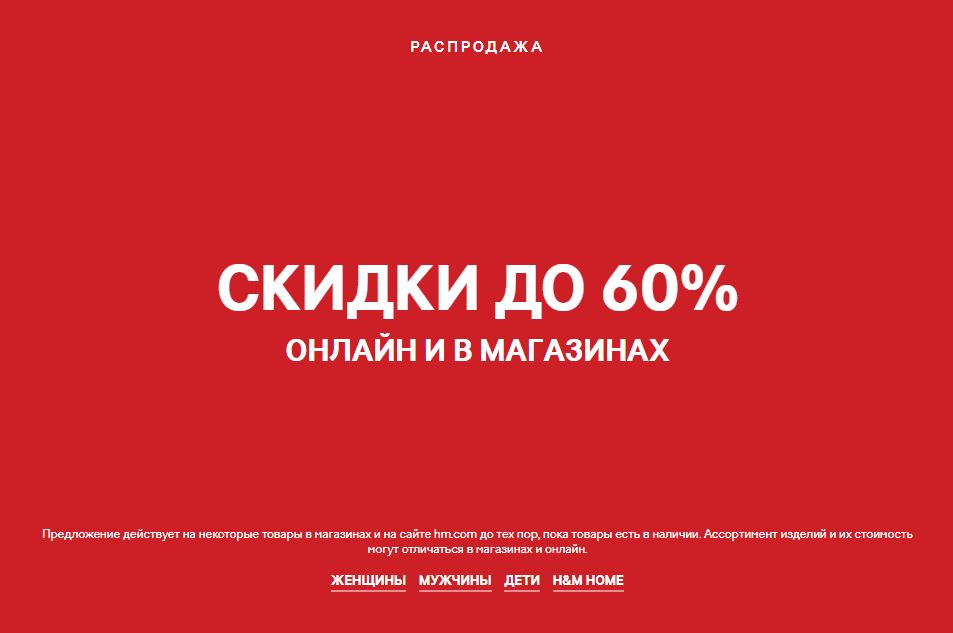 РАСПРОДАЖА
СКИДКИ ДО 60%
ОНЛАЙН И В МАГАЗИНАХ
Предложение действует на некоторые товары в магазинах и на сайте hm.com до тех пор, пока товары есть в наличии. Ассортимент изделий и их стоимость
могут отличаться в магазинах и онлайн.
ЖЕНЩИНЫ МУЖЧИНЫ ДЕТИ H&M HOME